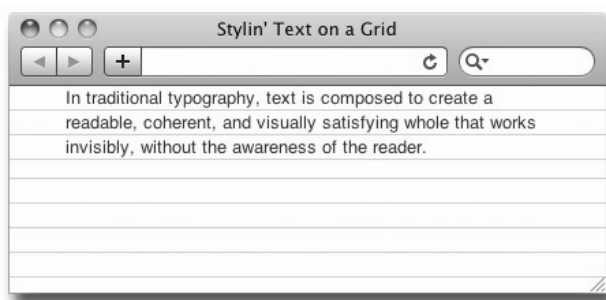 Stylin' Text on a Grid
In traditional typography, text is composed to create a
readable, coherent, and visually satisfying whole that works
invisibly, without the awareness of the reader.